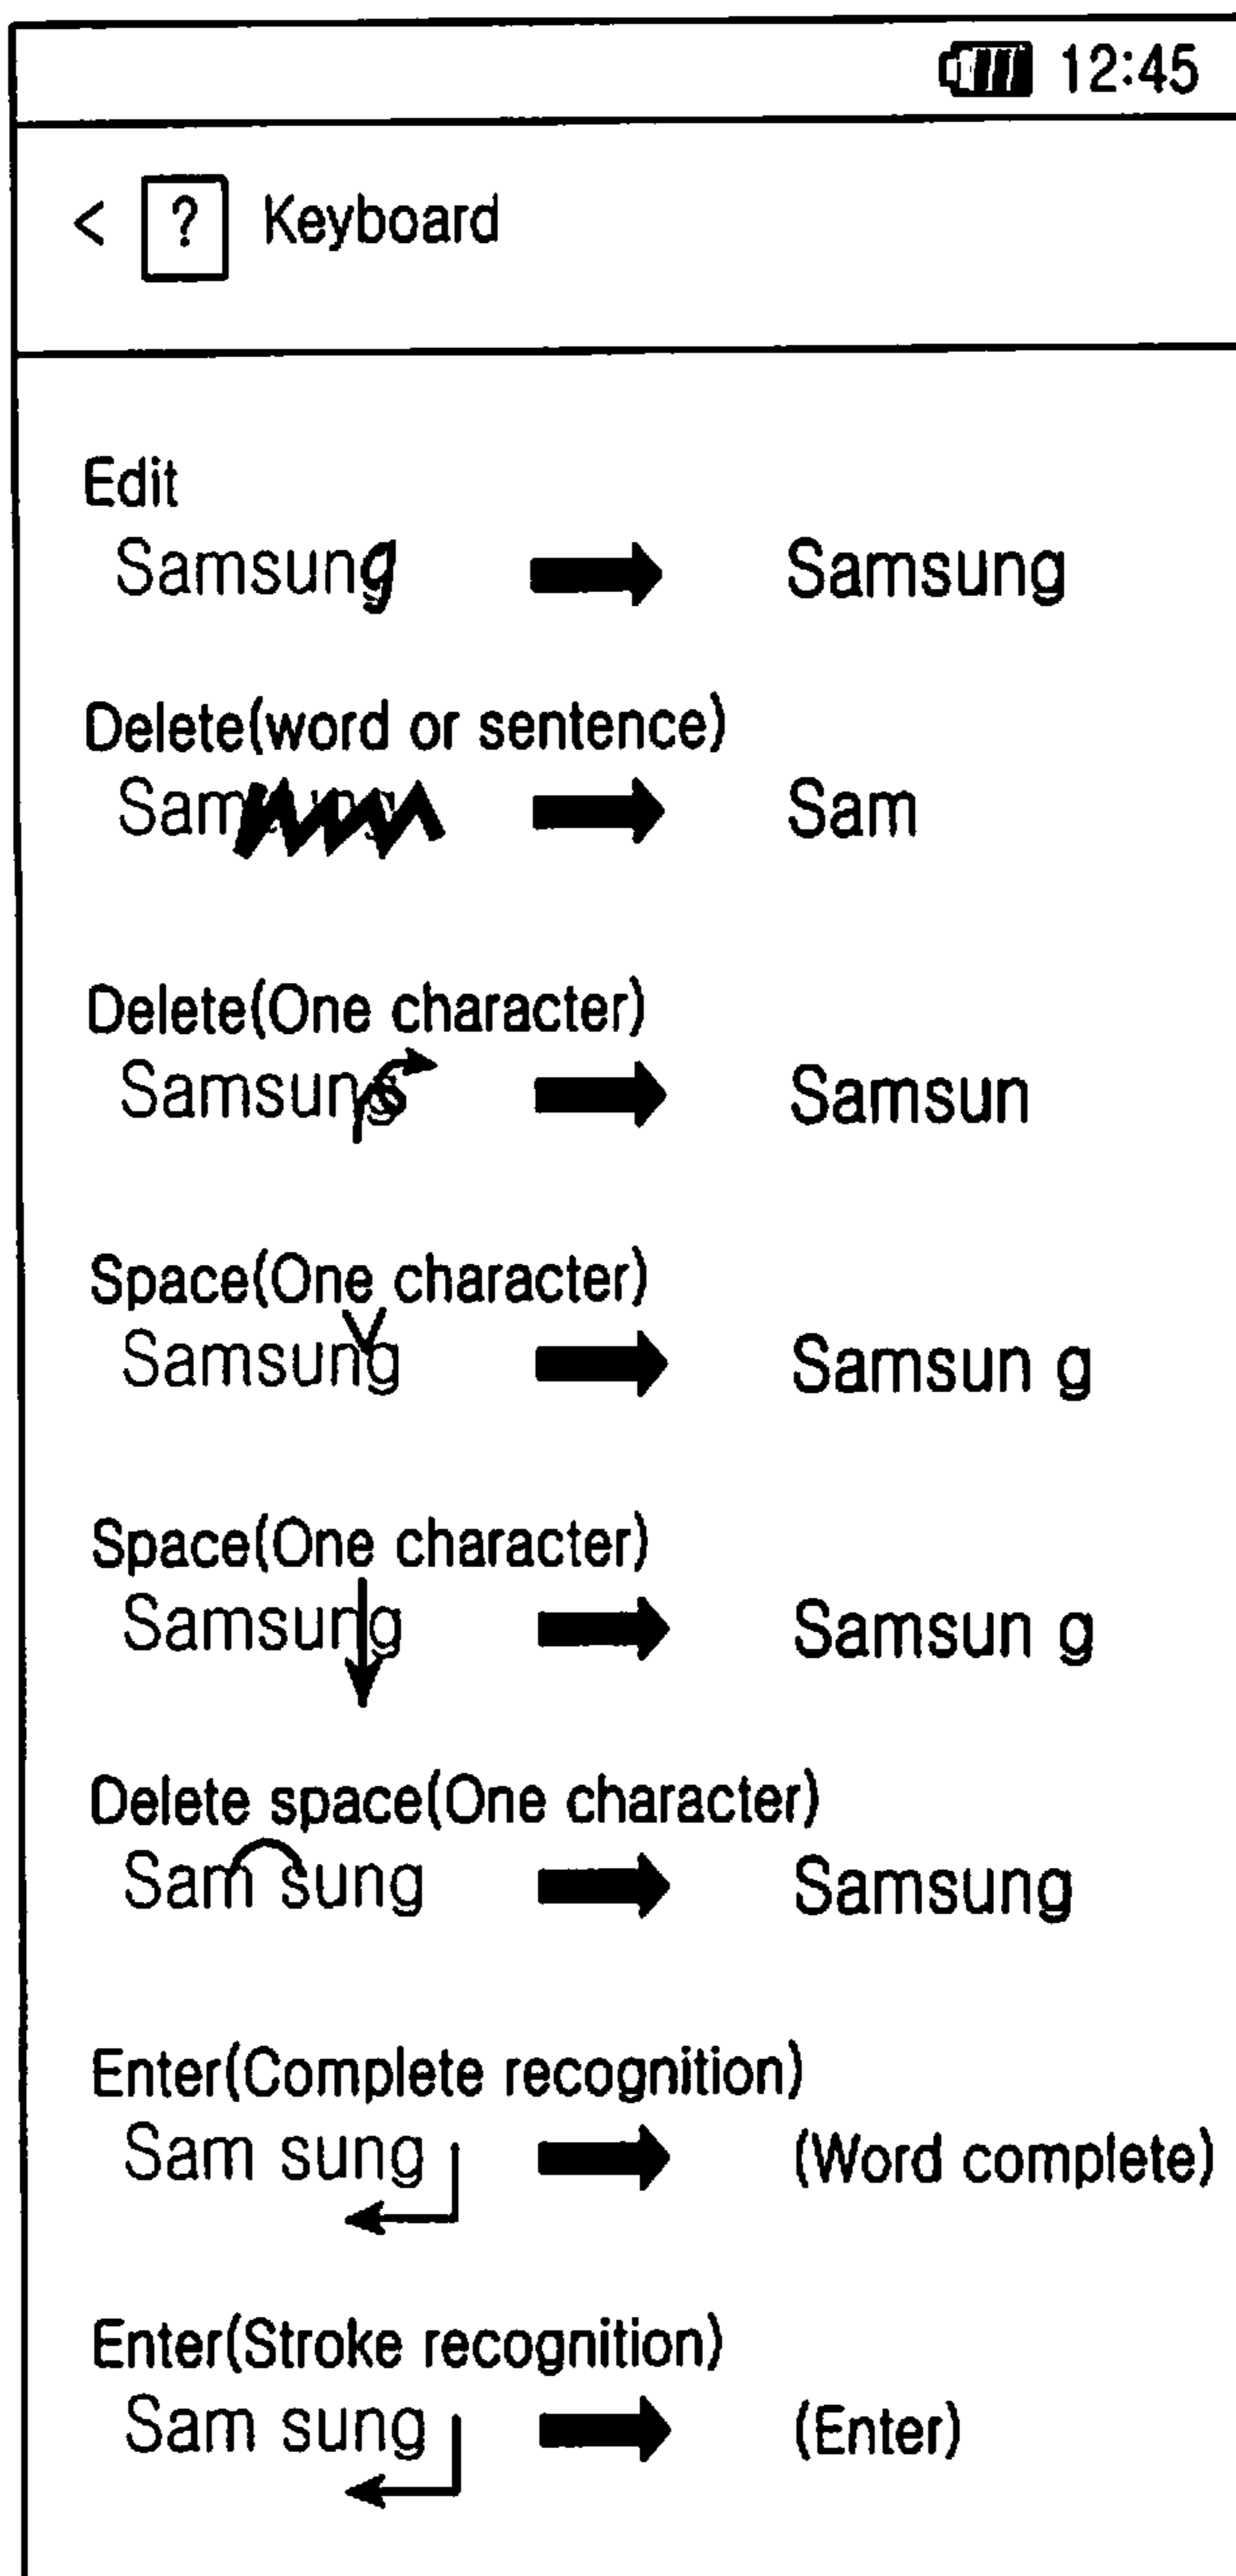 12:45
< ? Keyboard
Edit
Samsung Samsung
Delete(word or sentence)
Sam Sam
Delete(One character)
Samsung Samsun
Space(One character)
Samsung Samsun g
Space(One character)
Samsung Samsun g
Delete space(One character)
Sam sung Samsung
Enter(Complete recognition)
Sam sung (Word complete)
Enter(Stroke recognition)
Sam sung (Enter)